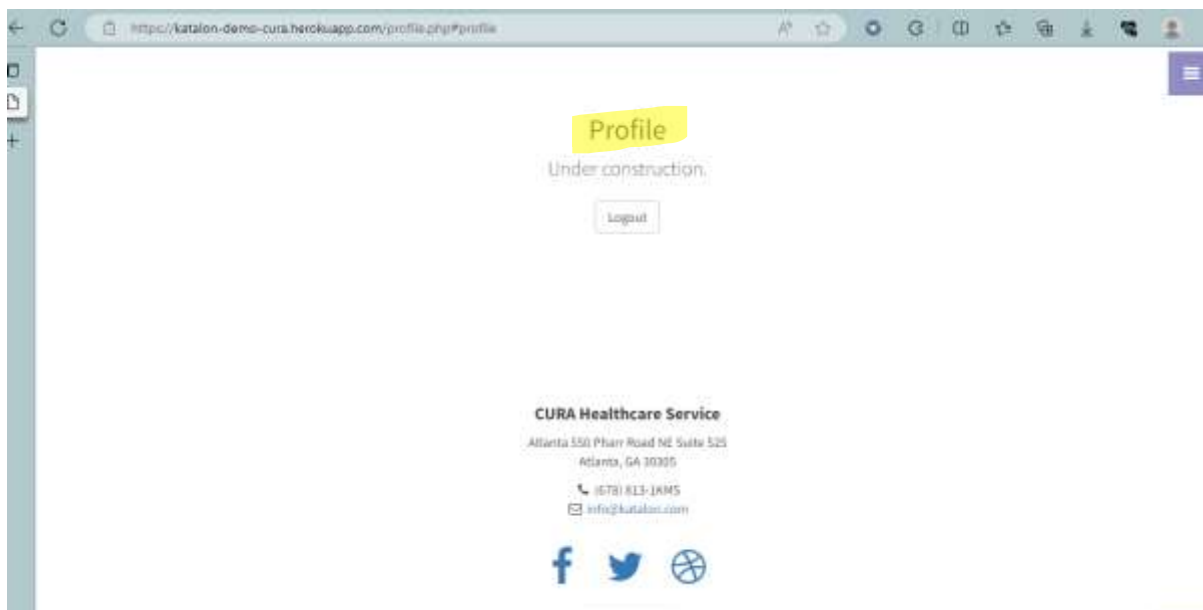 https://katalon-demo-cura.herokuapp.com/profile.php#profile
Profile
Under construction.
Logout
CURA Healthcare Service
Atlanta 550 Pharr Road NE Suite 525
Atlanta, GA 30305
(678) 813-1KMS
info@katalon.com